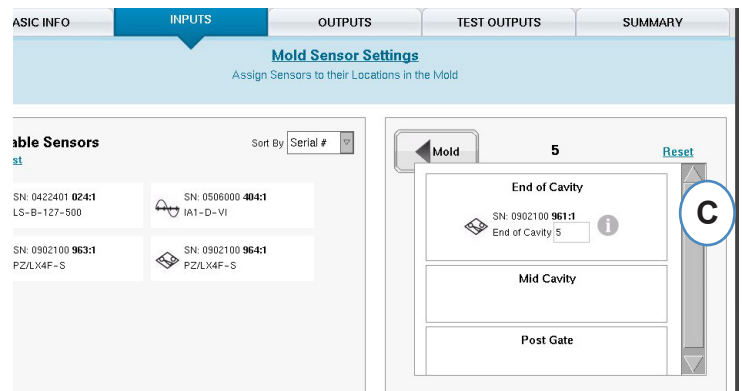 ASIC INFO INPUTS OUTPUTS TEST OUTPUTS SUMMARY
Mold Sensor Settings
Assign Sensors to their Locations in the Mold
able Sensors
st
Sort By Serial #
SN: 0422401 024:1
LS-B-127-500
SN: 0506000 404:1
IA1-D-VI
SN: 0902100 963:1
PZ/LX4F-S
SN: 0902100 964:1
PZ/LX4F-S
Mold 5 Reset
End of Cavity
SN: 0902100 961:1
End of Cavity 5
i
C
Mid Cavity
Post Gate